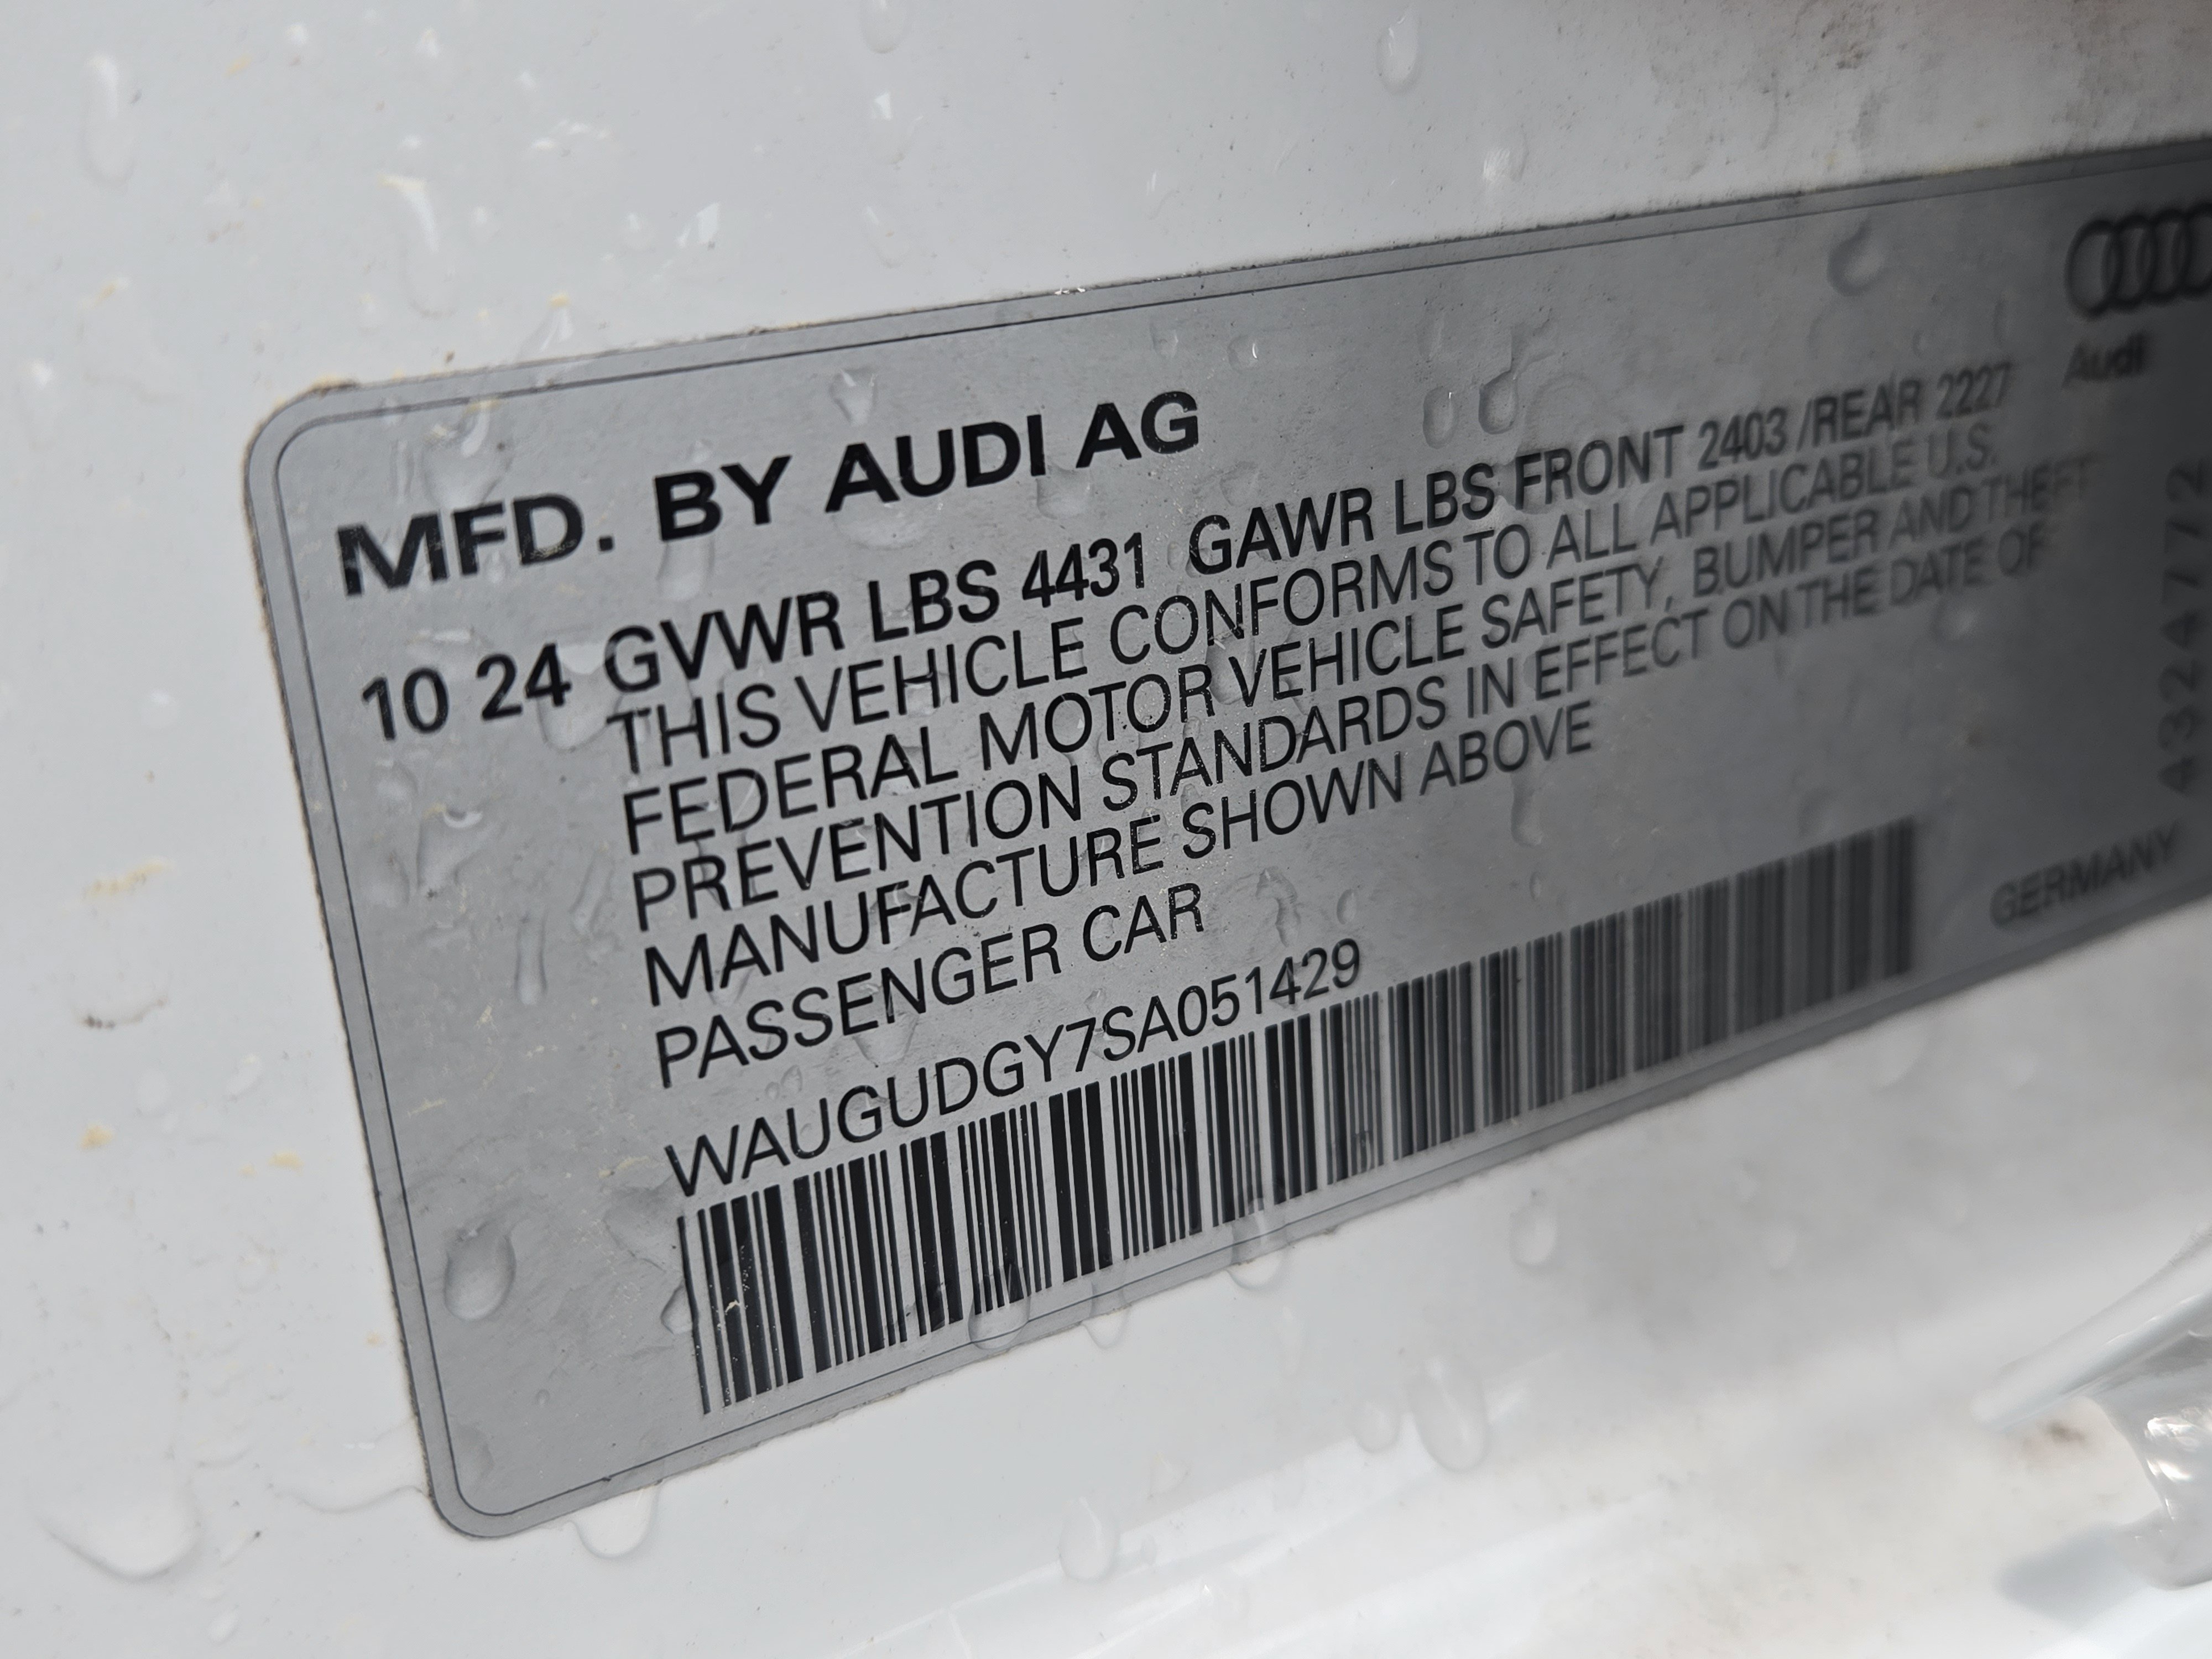 MFD. BY AUDI AG
10 24 GVWR LBS 4431 GAWR LBS FRONT 2403 /REAR 2227
THIS VEHICLE CONFORMS TO ALL APPLICABLE U.S.
FEDERAL MOTOR VEHICLE SAFETY, BUMPER AND THEFT
PREVENTION STANDARDS IN EFFECT ON THE DATE OF
MANUFACTURE SHOWN ABOVE
PASSENGER CAR
WAUGUDGY7SA051429
Audi
43247772
GERMANY